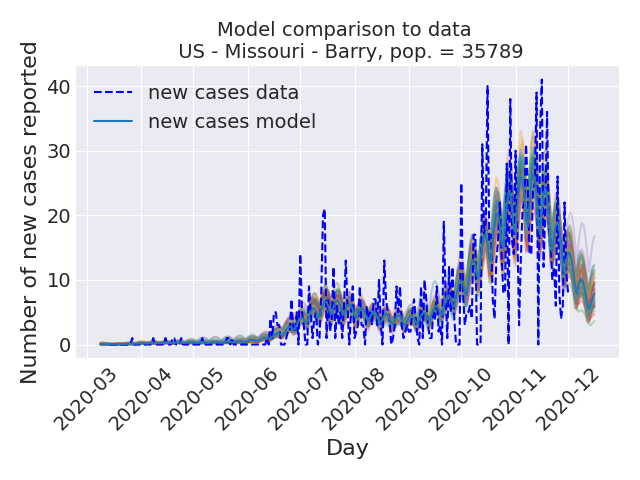 Model comparison to data
US - Missouri - Barry, pop. = 35789
Number of new cases reported
40
30
20
10
0
new cases data
new cases model
2020-03
2020-04
2020-05
2020-06
2020-07
2020-08
2020-09
2020-10
2020-11
2020-12
Day